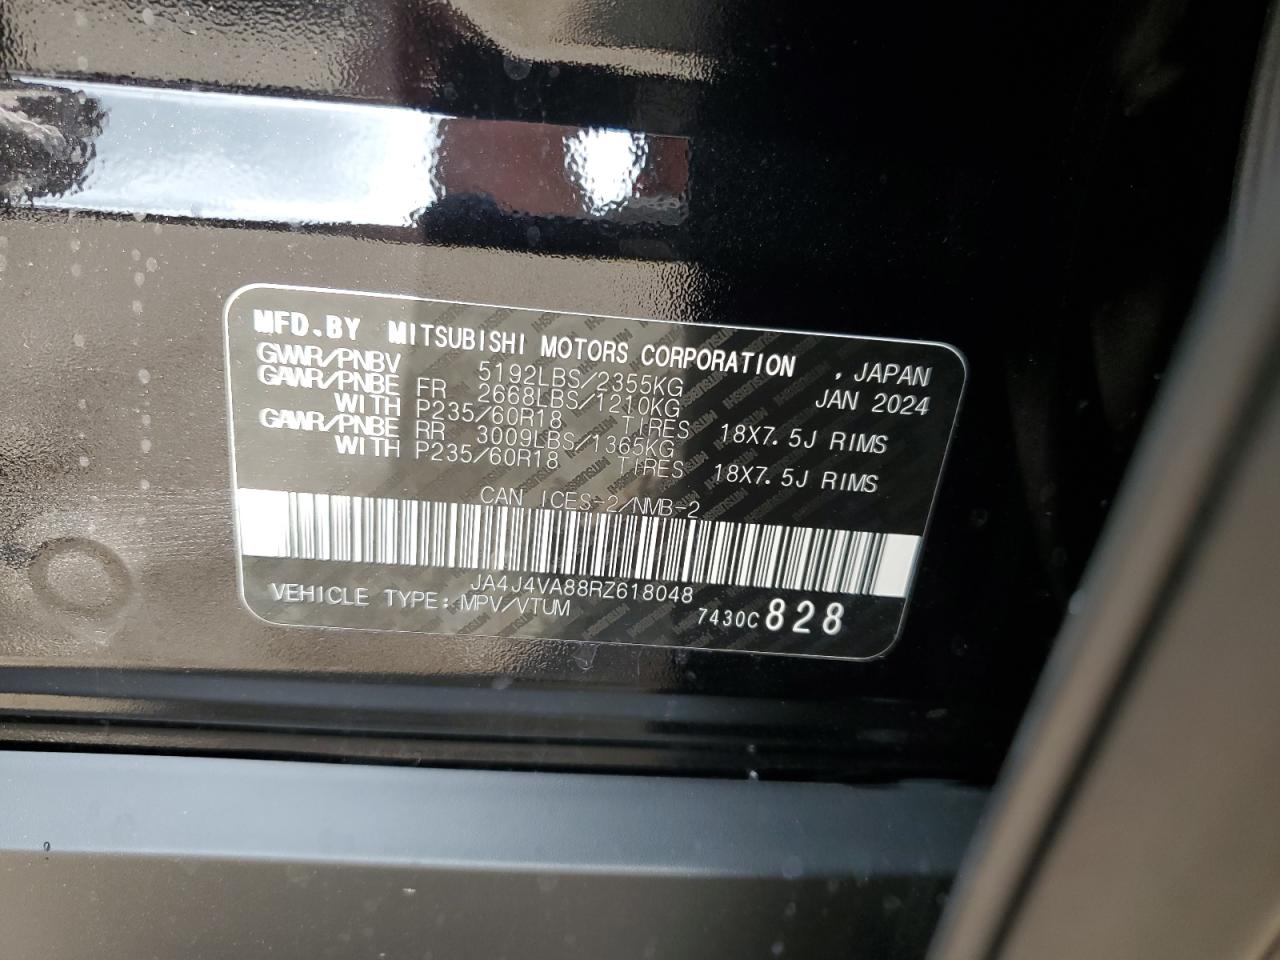 MFD.BY MITSUBISHI MOTORS CORPORATION , JAPAN
GVWR/PNBV 5192LBS/2355KG JAN 2024
GAWR/PNBE FR 2668LBS/1210KG
WITH P235/60R18 TIRES 18X7.5J RIMS
GAWR/PNBE RR 3009LBS/1365KG
WITH P235/60R18 TIRES 18X7.5J RIMS
CAN ICES-2/NMB-2
JA4J4VA88RZ618048
VEHICLE TYPE: MPV/VTUM 7430C 828